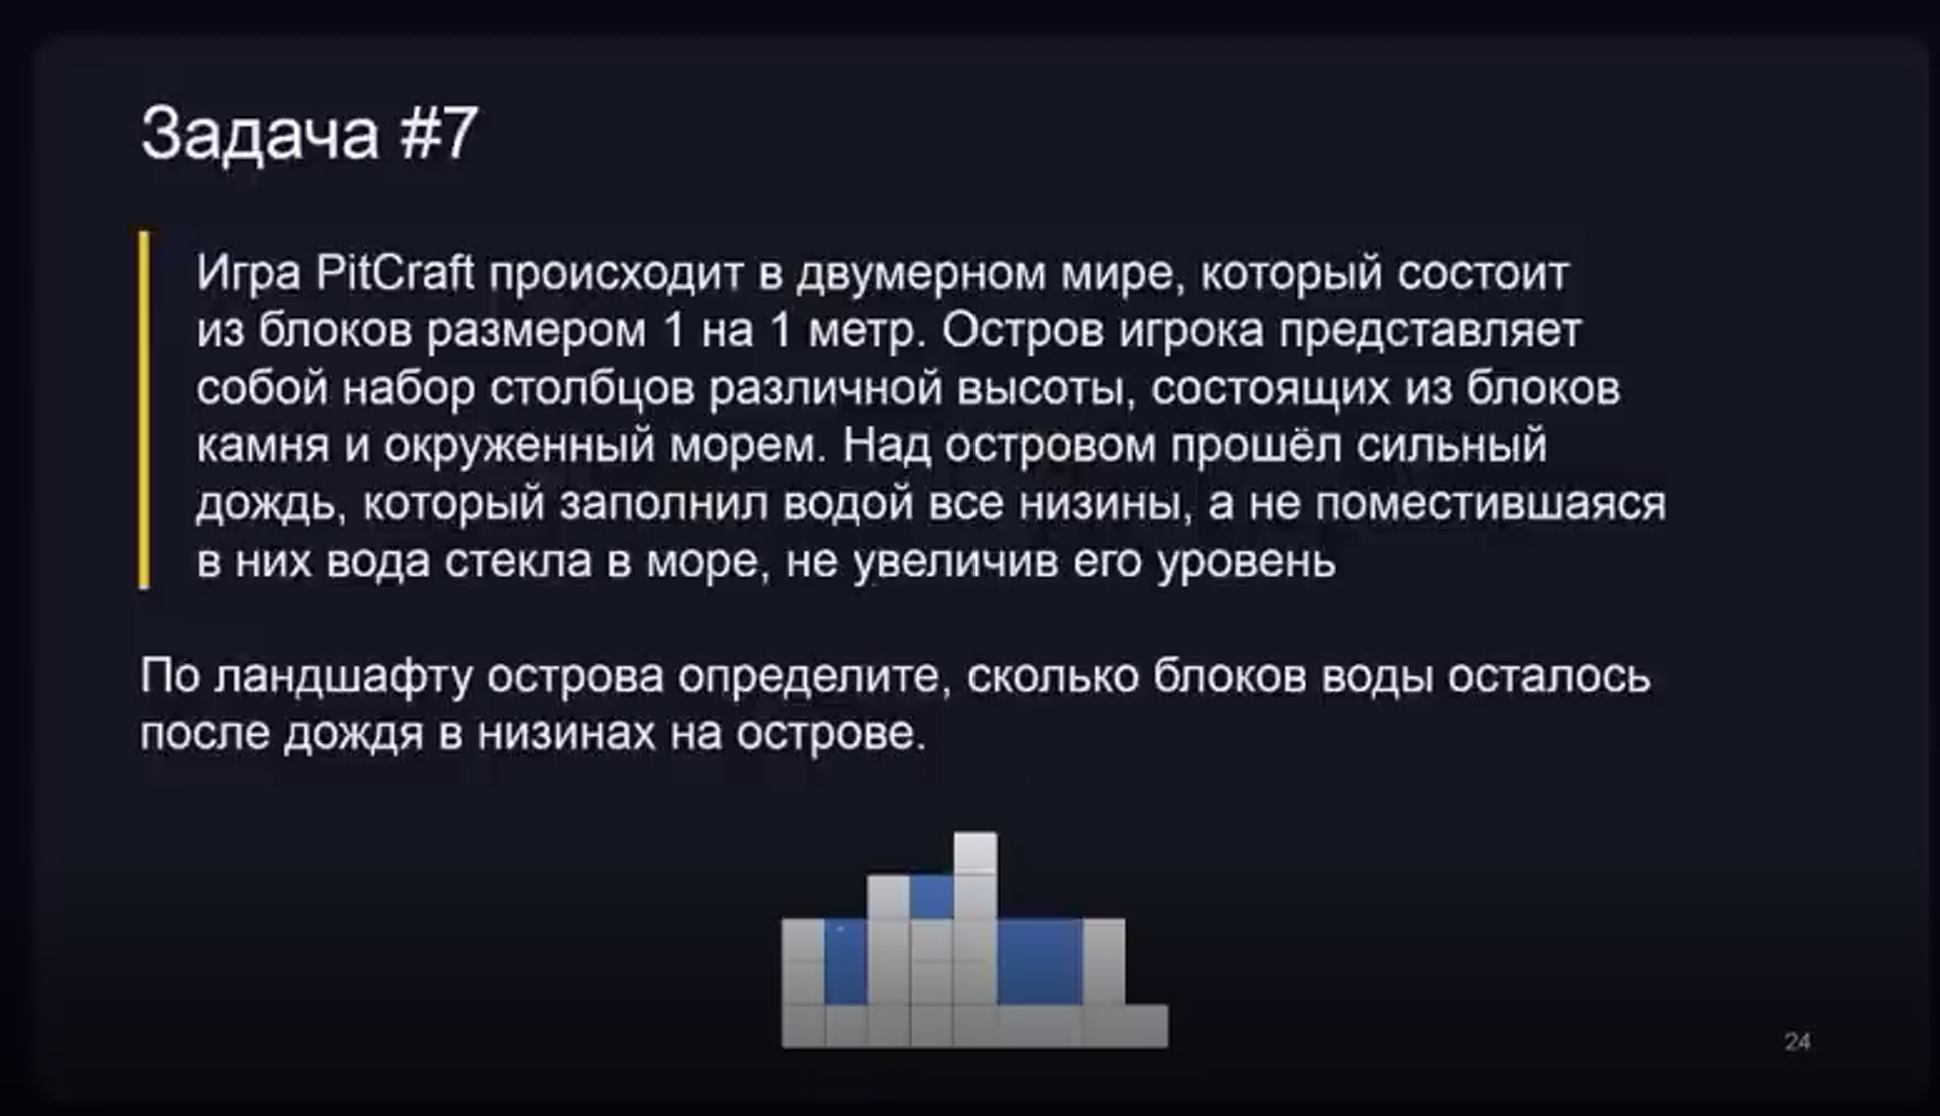 Задача #7
Игра PitCraft происходит в двумерном мире, который состоит
из блоков размером 1 на 1 метр. Остров игрока представляет
собой набор столбцов различной высоты, состоящих из блоков
камня и окруженный морем. Над островом прошёл сильный
дождь, который заполнил водой все низины, а не поместившаяся
в них вода стекла в море, не увеличив его уровень
По ландшафту острова определите, сколько блоков воды осталось
после дождя в низинах на острове.
24